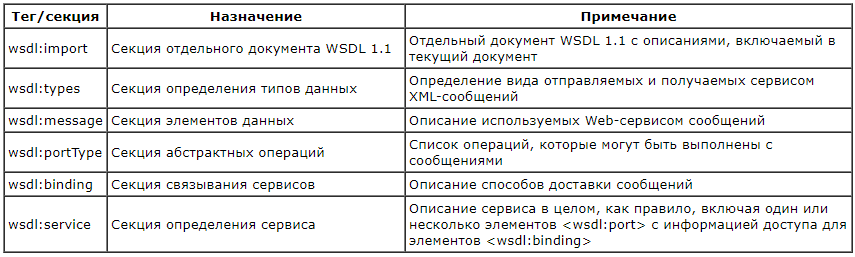 Тег/секция Назначение Примечание
wsdl:import Секция отдельного документа WSDL 1.1 Отдельный документ WSDL 1.1 с описаниями, включаемый в
текущий документ
wsdl:types Секция определения типов данных Определение вида отправляемых и получаемых сервисом
XML-сообщений
wsdl:message Секция элементов данных Описание используемых Web-сервисом сообщений
wsdl:portType Секция абстрактных операций Список операций, которые могут быть выполнены с
сообщениями
wsdl:binding Секция связывания сервисов Описание способов доставки сообщений
wsdl:service Секция определения сервиса Описание сервиса в целом, как правило, включая один или
несколько элементов <wsdl:port> с информацией доступа для
элементов <wsdl:binding>